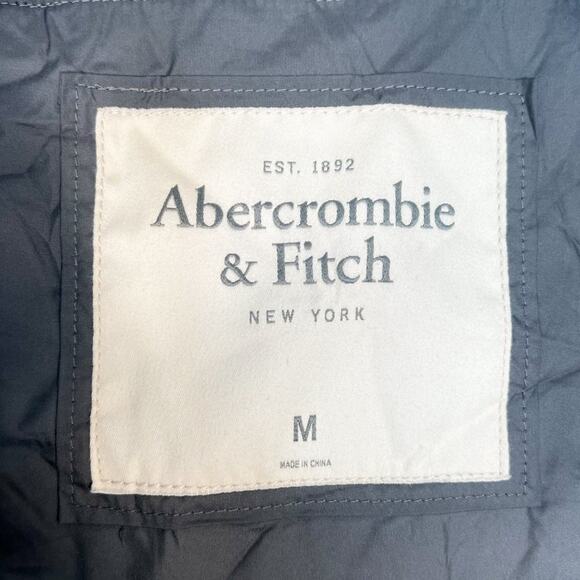 EST. 1892
Abercrombie
& Fitch
NEW YORK
M
MADE IN CHINA